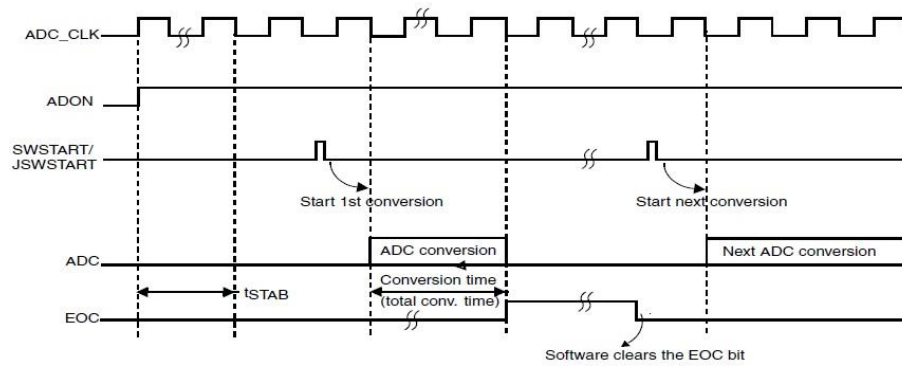 ADC_CLK
ADON
SWSTART/
JSWSTART
Start 1st conversion
Start next conversion
ADC
ADC conversion
Next ADC conversion
Conversion time
(total conv. time)
tSTAB
EOC
Software clears the EOC bit